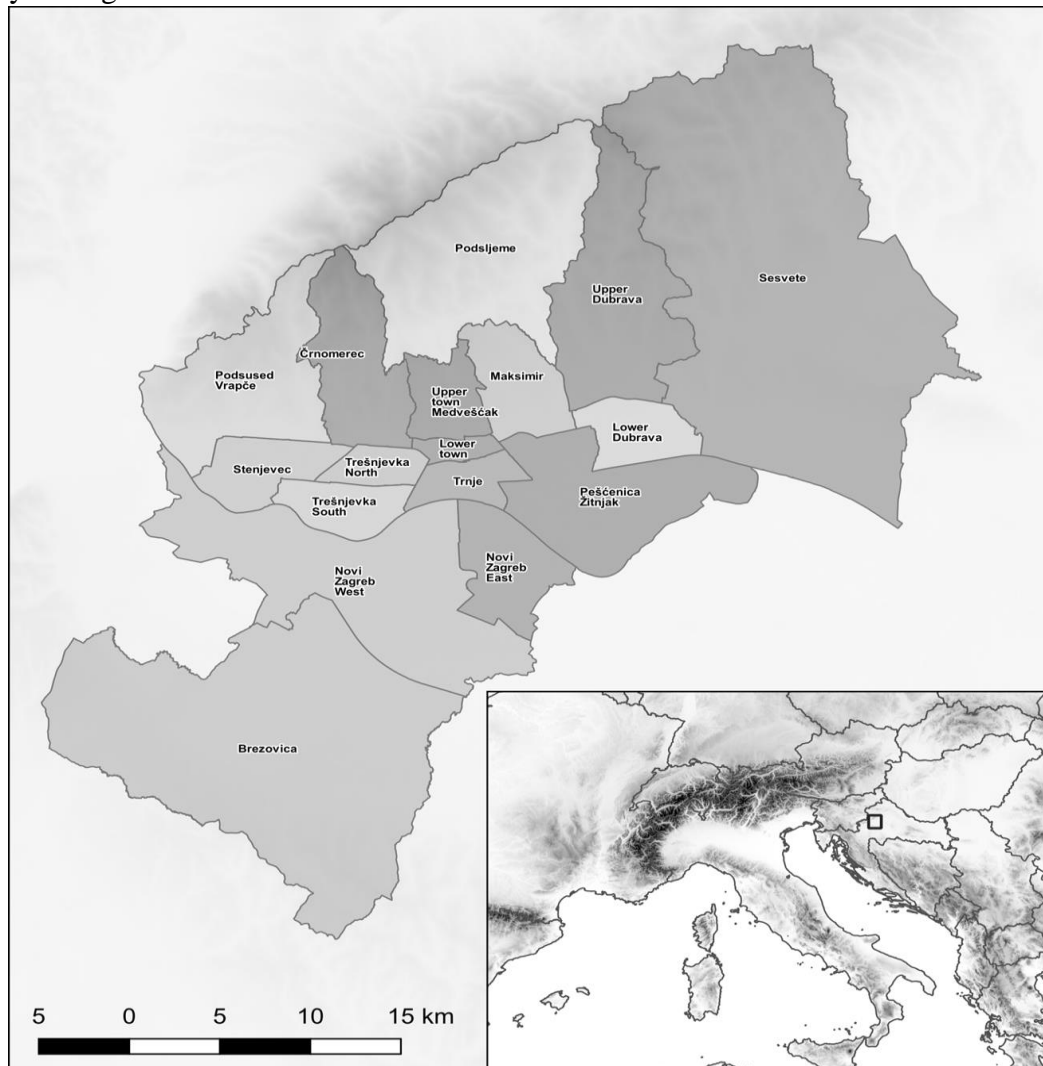 Podsljeme
Sesvete
Upper
Dubrava
Črnomerec
Podsused
Vrapče
Maksimir
Upper
town
Medveščak
Lower
Dubrava
Lower
town
Trešnjevka
North
Stenjevec
Trnje
Pešćenica
Žitnjak
Trešnjevka
South
Novi
Zagreb
East
Novi
Zagreb
West
Brezovica
5 0 5 10 15 km